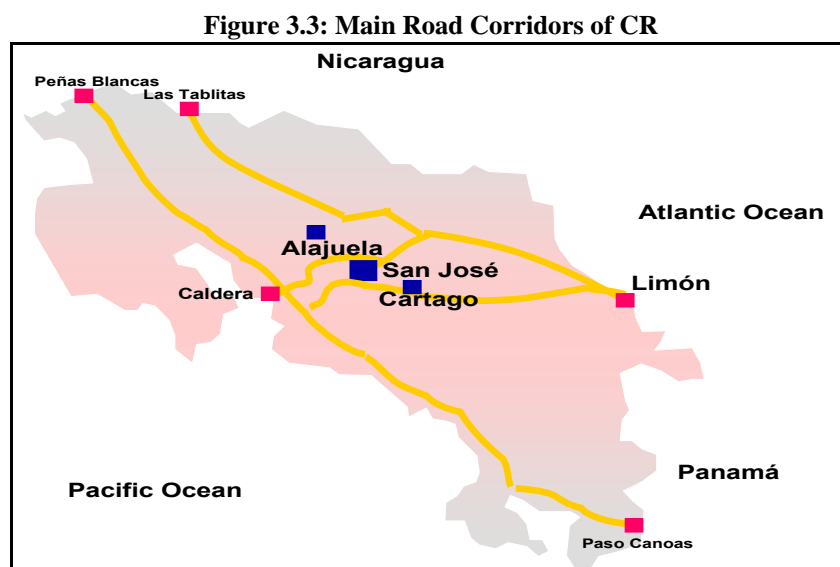 Figure 3.3: Main Road Corridors of CR
Nicaragua
Peñas Blancas
Las Tablitas
Atlantic Ocean
Alajuela
San José
Limón
Caldera
Cartago
Panamá
Pacific Ocean
Paso Canoas